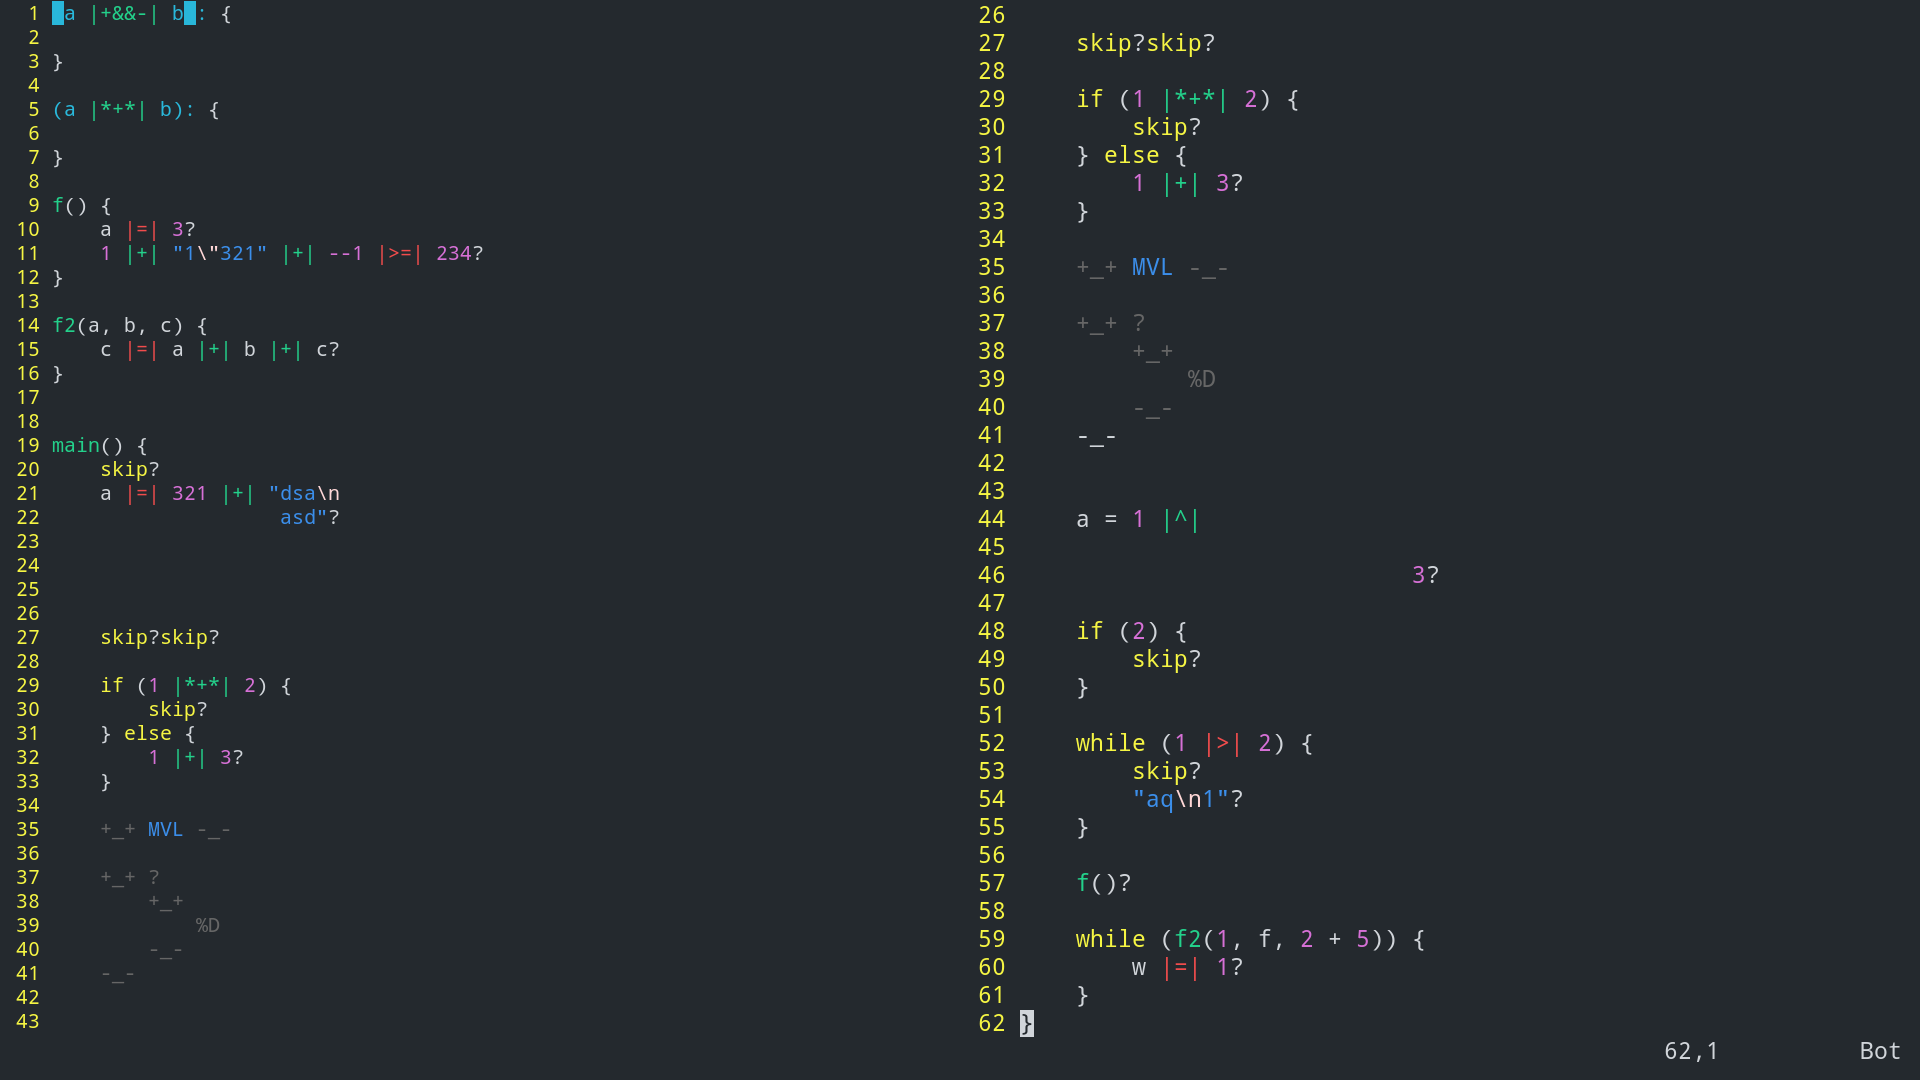 1 (a |+&&-| b): {
2
3 }
4
5 (a |*+*| b): {
6
7 }
8
9 f() {
10     a |=| 3?
11     1 |+| "1\"321" |+| --1 |>=| 234?
12 }
13
14 f2(a, b, c) {
15     c |=| a |+| b |+| c?
16 }
17
18
19 main() {
20     skip?
21     a |=| 321 |+| "dsa\n
22                    asd"?
23
24
25
26
27     skip?skip?
28
29     if (1 |*+*| 2) {
30         skip?
31     } else {
32         1 |+| 3?
33     }
34
35     +_+ MVL -_-
36
37     +_+ ?
38         +_+
39             %D
40         -_-
41     -_-
42
43
26
27     skip?skip?
28
29     if (1 |*+*| 2) {
30         skip?
31     } else {
32         1 |+| 3?
33     }
34
35     +_+ MVL -_-
36
37     +_+ ?
38         +_+
39             %D
40         -_-
41     -_-
42
43
44     a = 1 |^|
45
46                             3?
47
48     if (2) {
49         skip?
50     }
51
52     while (1 |>| 2) {
53         skip?
54         "aq\n1"?
55     }
56
57     f()?
58
59     while (f2(1, f, 2 + 5)) {
60         w |=| 1?
61     }
62 }
62,1          Bot